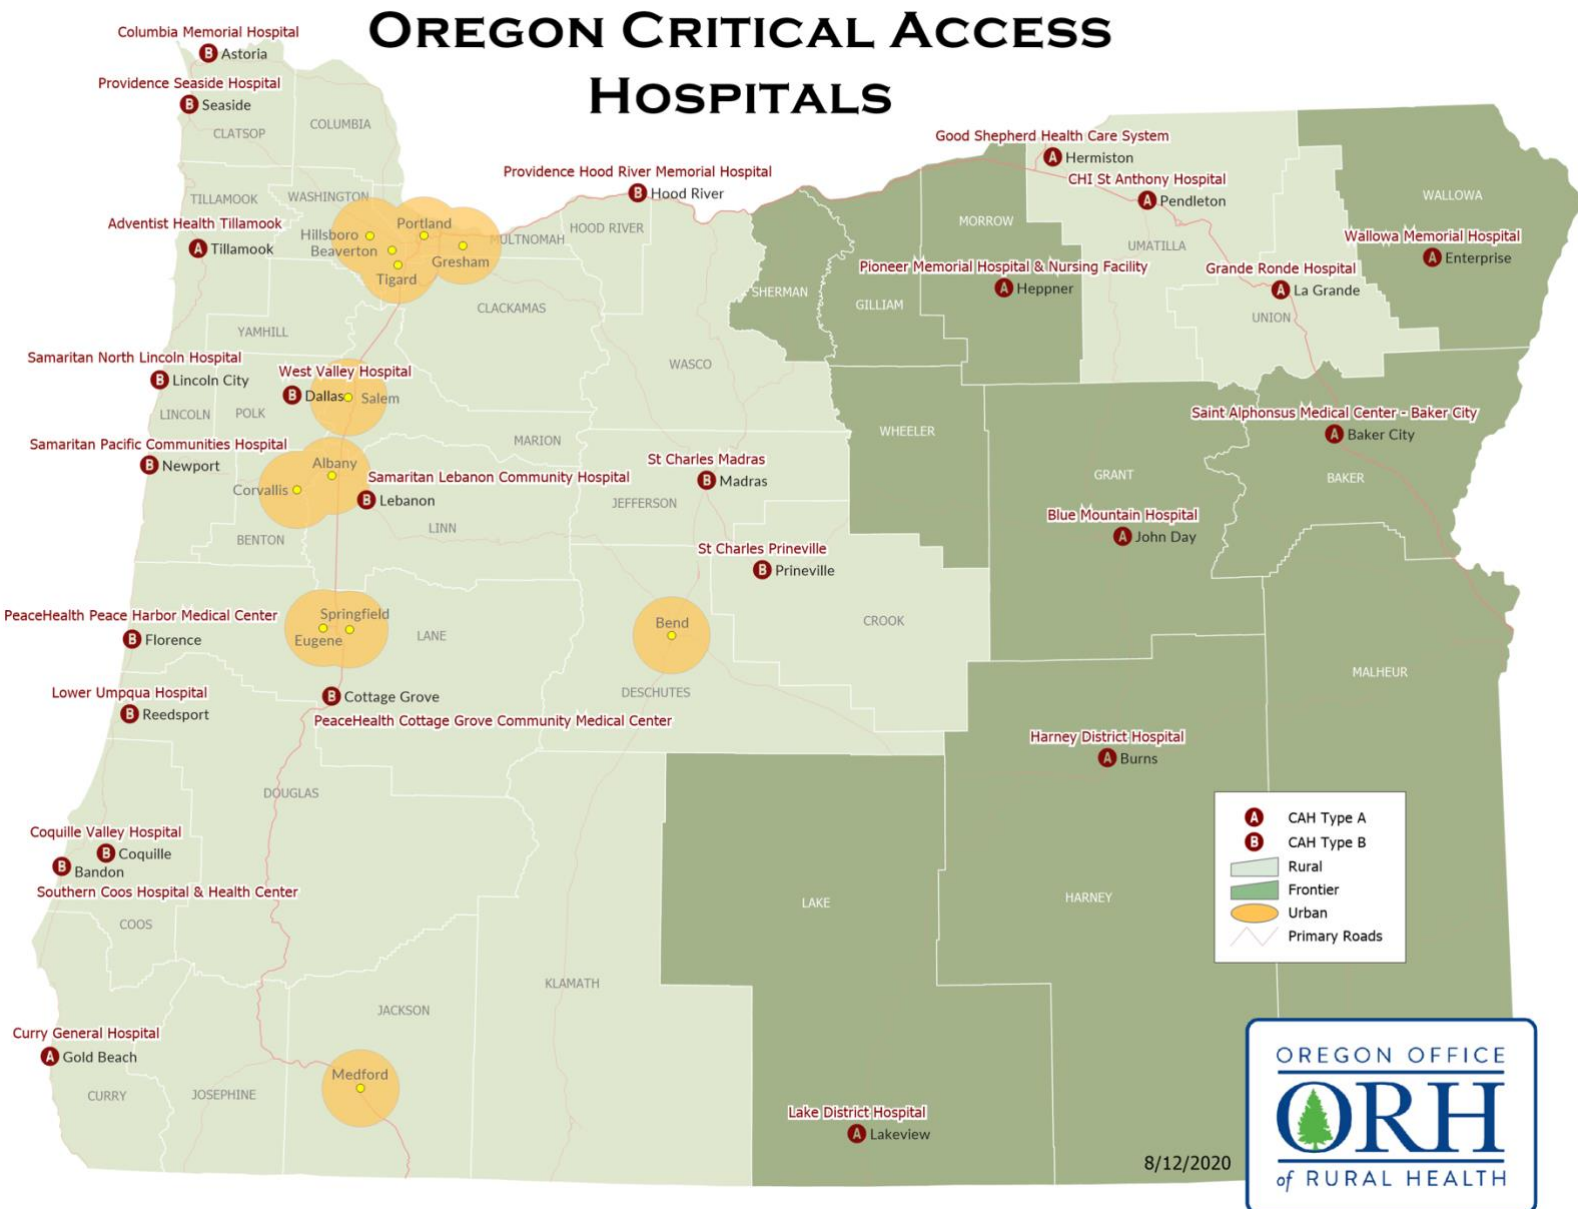 OREGON CRITICAL ACCESS
HOSPITALS
Columbia Memorial Hospital
B Astoria
Providence Seaside Hospital
B Seaside
CLATSOP
COLUMBIA
TILLAMOOK
WASHINGTON
Adventist Health Tillamook
A Tillamook
Hillsboro
Portland
Beaverton
Gresham
Tigard
MULTNOMAH
HOOD RIVER
Providence Hood River Memorial Hospital
B Hood River
Good Shepherd Health Care System
A Hermiston
CHI St Anthony Hospital
A Pendleton
WALLOWA
Wallowa Memorial Hospital
A Enterprise
MORROW
UMATILLA
Pioneer Memorial Hospital & Nursing Facility
A Heppner
Grande Ronde Hospital
A La Grande
UNION
SHERMAN
GILLIAM
CLACKAMAS
YAMHILL
WASCO
Samaritan North Lincoln Hospital
B Lincoln City
West Valley Hospital
B Dallas
Salem
LINCOLN
POLK
MARION
WHEELER
Saint Alphonsus Medical Center - Baker City
A Baker City
Samaritan Pacific Communities Hospital
B Newport
Albany
Corvallis
Samaritan Lebanon Community Hospital
B Lebanon
St Charles Madras
B Madras
JEFFERSON
GRANT
BAKER
LINN
BENTON
Blue Mountain Hospital
A John Day
St Charles Prineville
B Prineville
PeaceHealth Peace Harbor Medical Center
B Florence
Springfield
Eugene
LANE
Bend
CROOK
MALHEUR
Lower Umpqua Hospital
B Reedsport
B Cottage Grove
PeaceHealth Cottage Grove Community Medical Center
DESCHUTES
Harney District Hospital
A Burns
DOUGLAS
Coquille Valley Hospital
B Coquille
B Bandon
Southern Coos Hospital & Health Center
COOS
LAKE
HARNEY
A CAH Type A
B CAH Type B
Rural
Frontier
Urban
Primary Roads
KLAMATH
JACKSON
Curry General Hospital
A Gold Beach
CURRY
JOSEPHINE
Medford
Lake District Hospital
A Lakeview
8/12/2020
OREGON OFFICE
ORH
of RURAL HEALTH